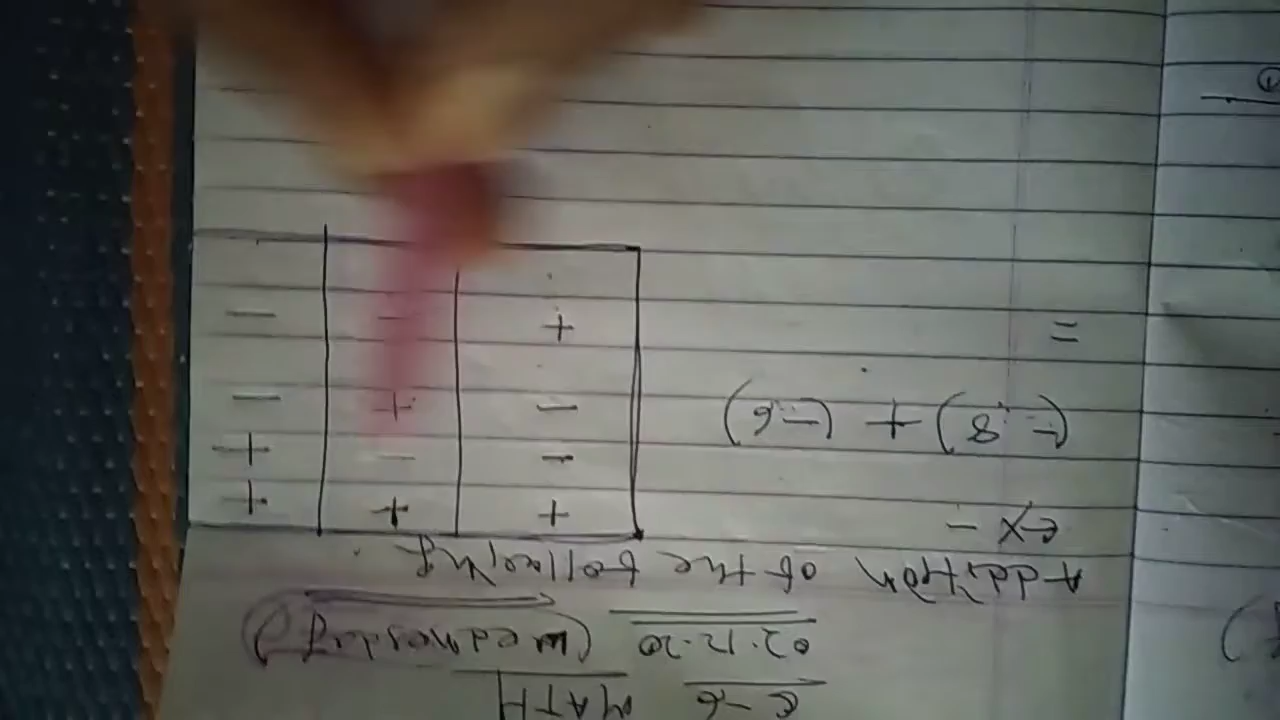 C-6 MATH
02.12.20 (Wednesday)
Addition of the following.
Ex -
(-8) + (-6)
=
+ + +
- - +
- + -
+ - -